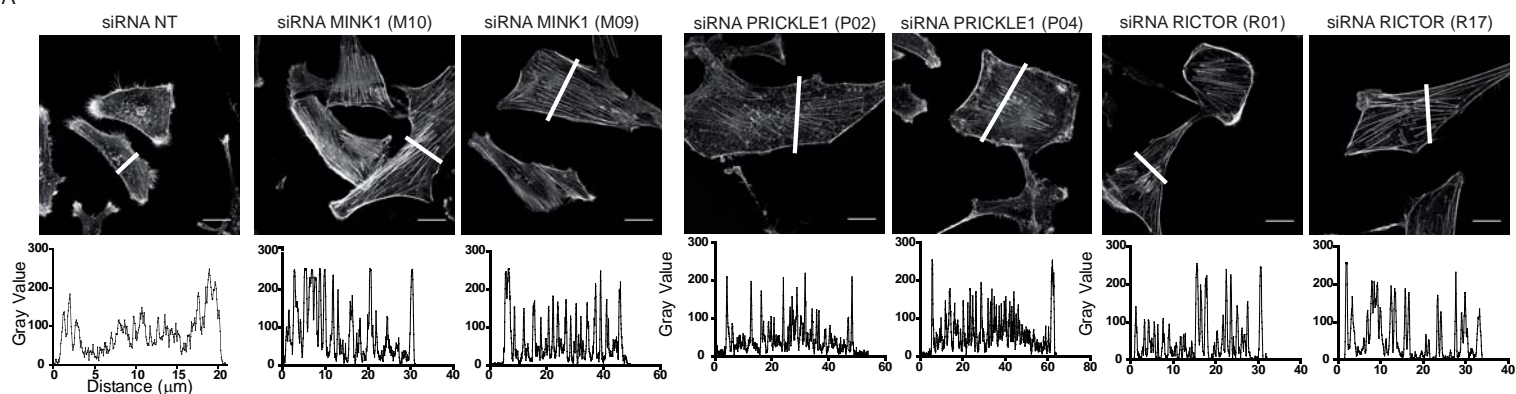 A
siRNA NT
siRNA MINK1 (M10)
siRNA MINK1 (M09)
siRNA PRICKLE1 (P02)
siRNA PRICKLE1 (P04)
siRNA RICTOR (R01)
siRNA RICTOR (R17)
Gray Value
300
200
100
0
0 5 10 15 20
Distance (μm)
300
200
100
0
0 10 20 30 40
300
200
100
0
0 20 40 60
Gray Value
300
200
100
0
0 20 40 60
300
200
100
0
0 20 40 60 80
Gray Value
300
200
100
0
0 10 20 30 40
300
200
100
0
0 10 20 30 40